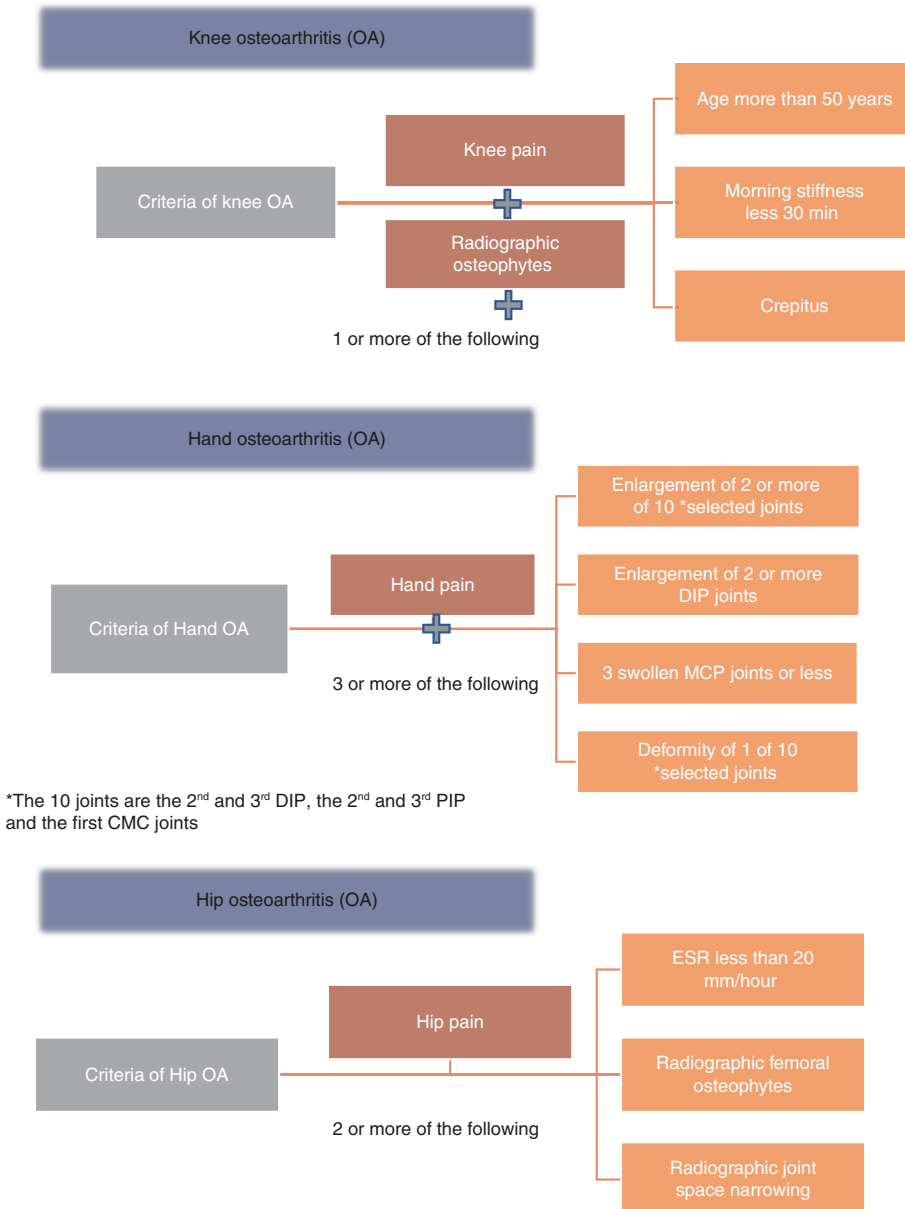 Knee osteoarthritis (OA)
Criteria of knee OA
Knee pain
Radiographic
osteophytes
1 or more of the following
Age more than 50 years
Morning stiffness
less 30 min
Crepitus
Hand osteoarthritis (OA)
Criteria of Hand OA
Hand pain
3 or more of the following
Enlargement of 2 or more
of 10 *selected joints
Enlargement of 2 or more
DIP joints
3 swollen MCP joints or less
Deformity of 1 of 10
*selected joints
*The 10 joints are the 2nd and 3rd DIP, the 2nd and 3rd PIP
and the first CMC joints
Hip osteoarthritis (OA)
Criteria of Hip OA
Hip pain
2 or more of the following
ESR less than 20
mm/hour
Radiographic femoral
osteophytes
Radiographic joint
space narrowing